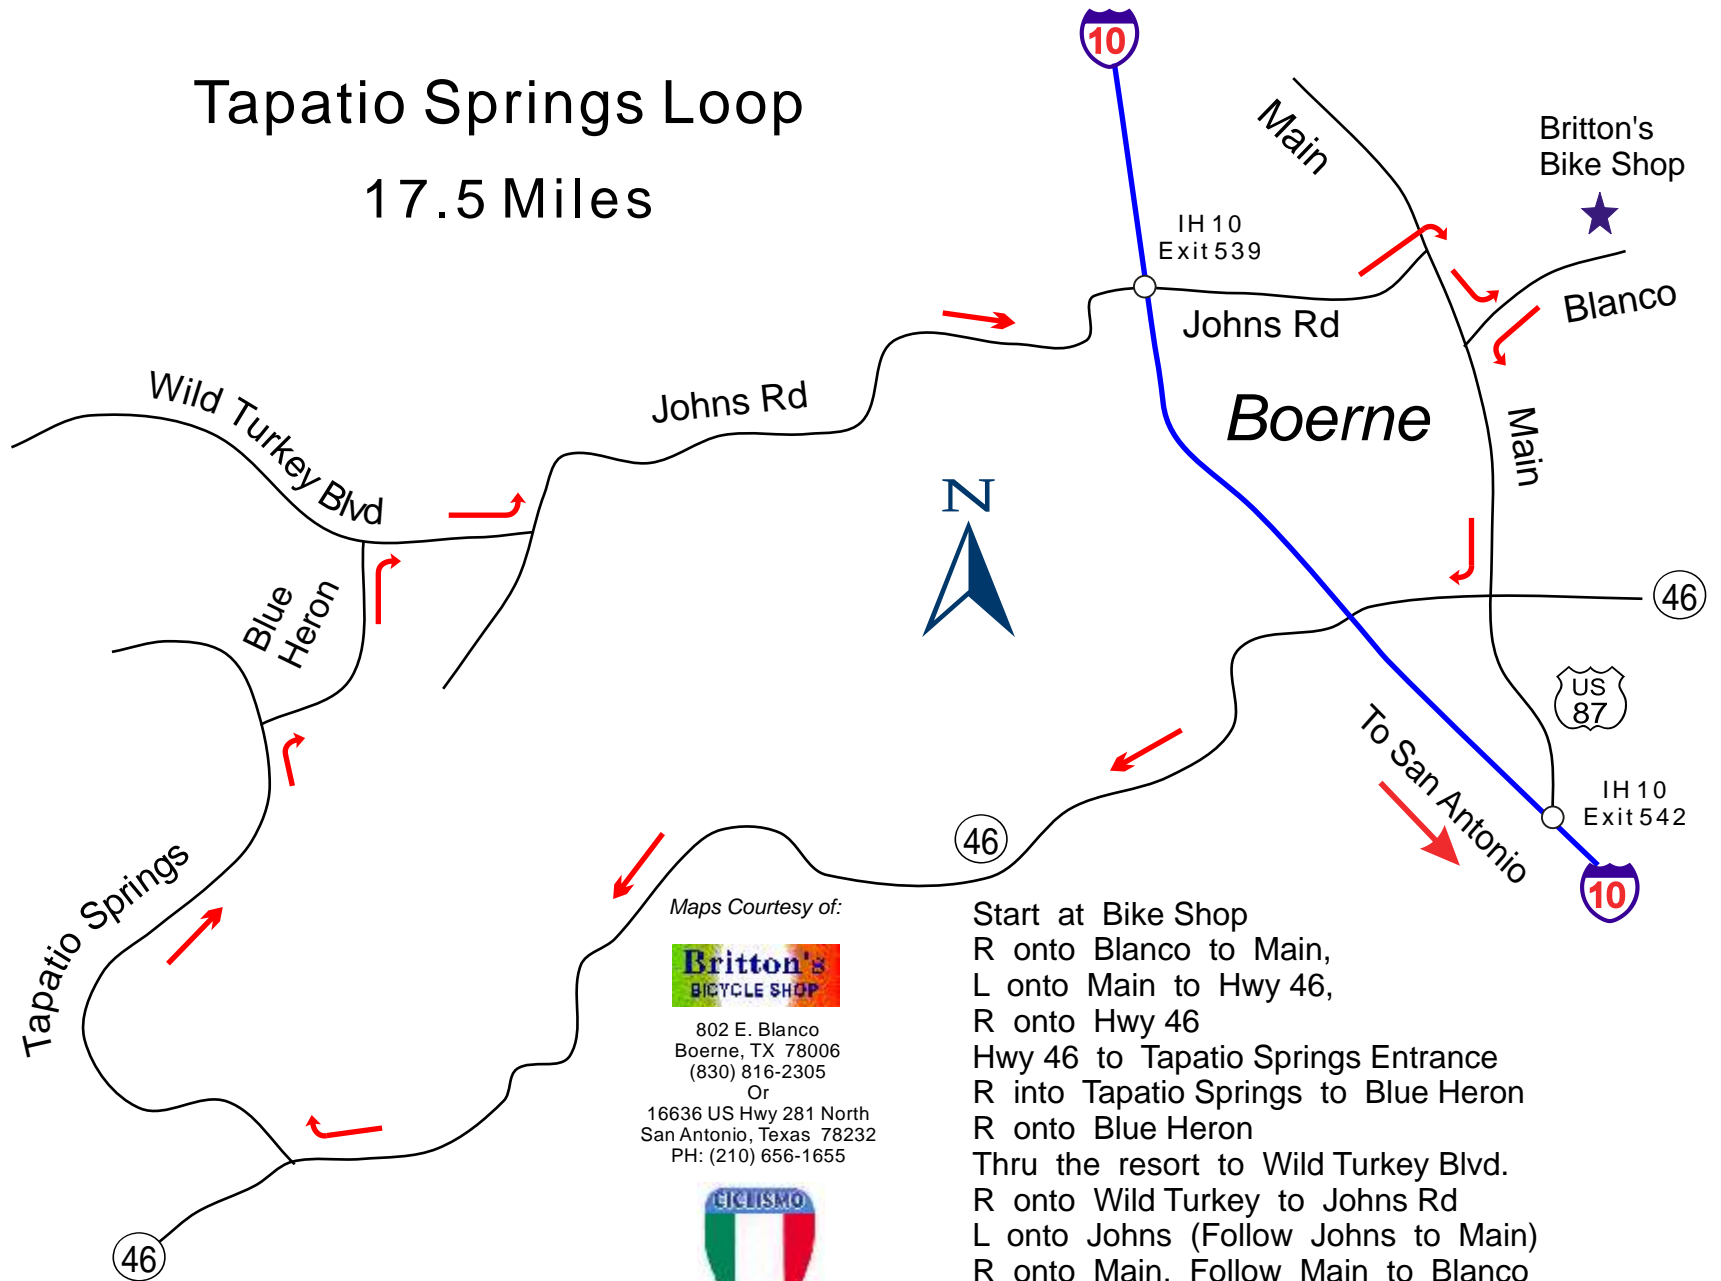 Tapatio Springs Loop
17.5 Miles
10
Main
Britton's
Bike Shop
IH 10
Exit 539
Johns Rd
Blanco
Boerne
Main
Johns Rd
Wild Turkey Blvd
N
Blue
Heron
46
US
87
To San Antonio
IH 10
Exit 542
10
46
Tapatio Springs
46
Maps Courtesy of:
Britton's
BICYCLE SHOP
802 E. Blanco
Boerne, TX 78006
(830) 816-2305
Or
16636 US Hwy 281 North
San Antonio, Texas 78232
PH: (210) 656-1655
CICLISMO
Start at Bike Shop
R onto Blanco to Main,
L onto Main to Hwy 46,
R onto Hwy 46
Hwy 46 to Tapatio Springs Entrance
R into Tapatio Springs to Blue Heron
R onto Blue Heron
Thru the resort to Wild Turkey Blvd.
R onto Wild Turkey to Johns Rd
L onto Johns (Follow Johns to Main)
R onto Main, Follow Main to Blanco